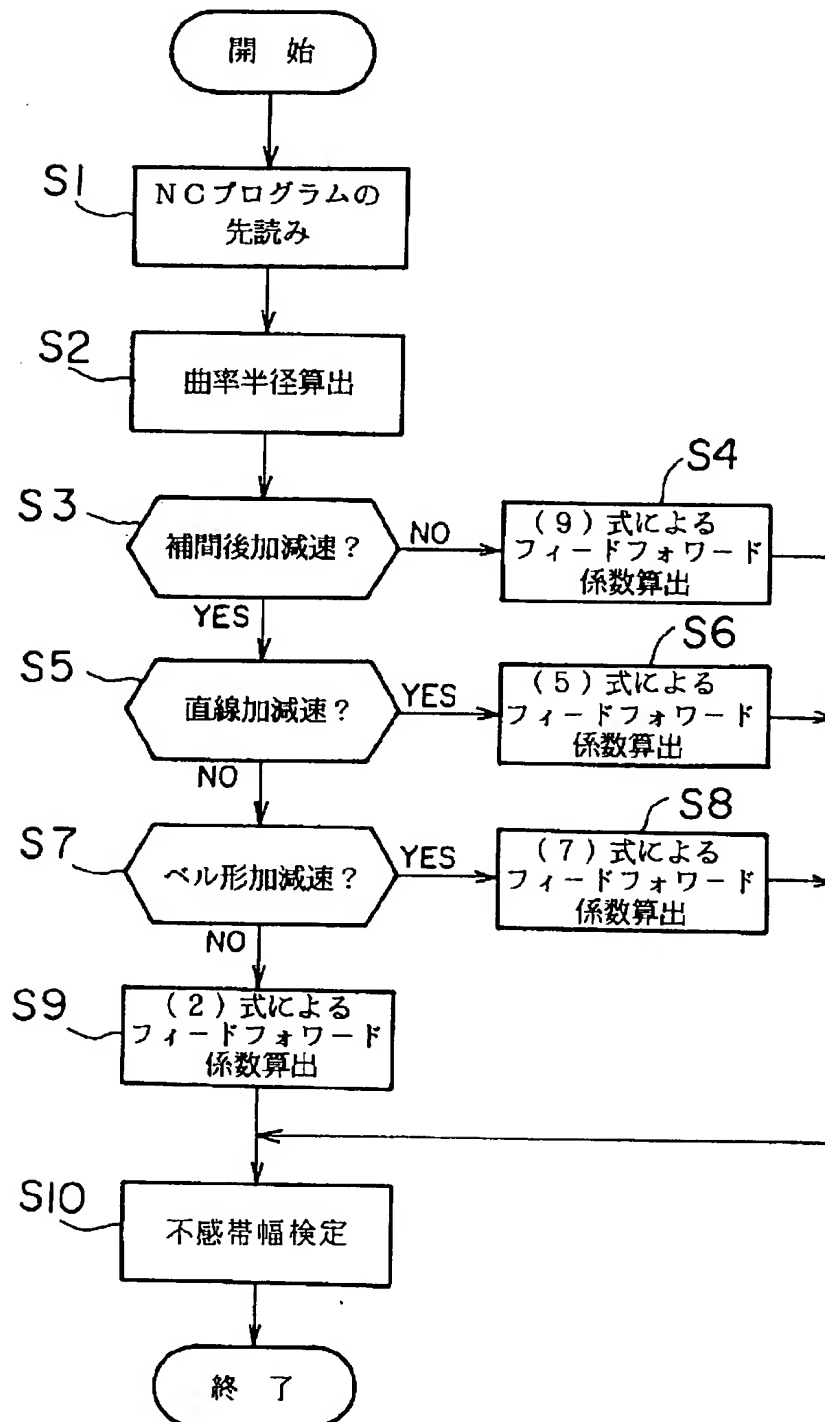 開 始
S1
NCプログラムの
先読み
S2
曲率半径算出
S3
補間後加減速？
NO
YES
S4
(9)式による
フィードフォワード
係数算出
S5
直線加減速？
YES
NO
S6
(5)式による
フィードフォワード
係数算出
S7
ベル形加減速？
YES
NO
S8
(7)式による
フィードフォワード
係数算出
S9
(2)式による
フィードフォワード
係数算出
S10
不感帯幅検定
終 了